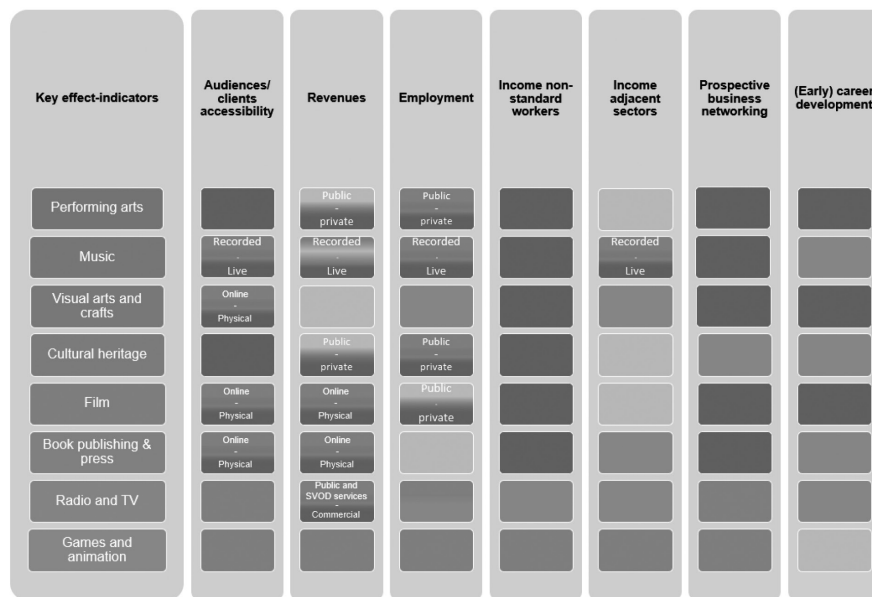 Key effect-indicators
Audiences/
clients
accessibility
Revenues
Employment
Income non-
standard
workers
Income
adjacent
sectors
Prospective
business
networking
(Early) career
development
Performing arts
Public
-
private
Public
-
private
Music
Recorded
-
Live
Recorded
-
Live
Recorded
-
Live
Recorded
-
Live
Visual arts and
crafts
Online
-
Physical
Cultural heritage
Public
-
private
Public
-
private
Film
Online
-
Physical
Online
-
Physical
Public
-
private
Book publishing &
press
Online
-
Physical
Online
-
Physical
Radio and TV
Public and
SVOD services
-
Commercial
Games and
animation